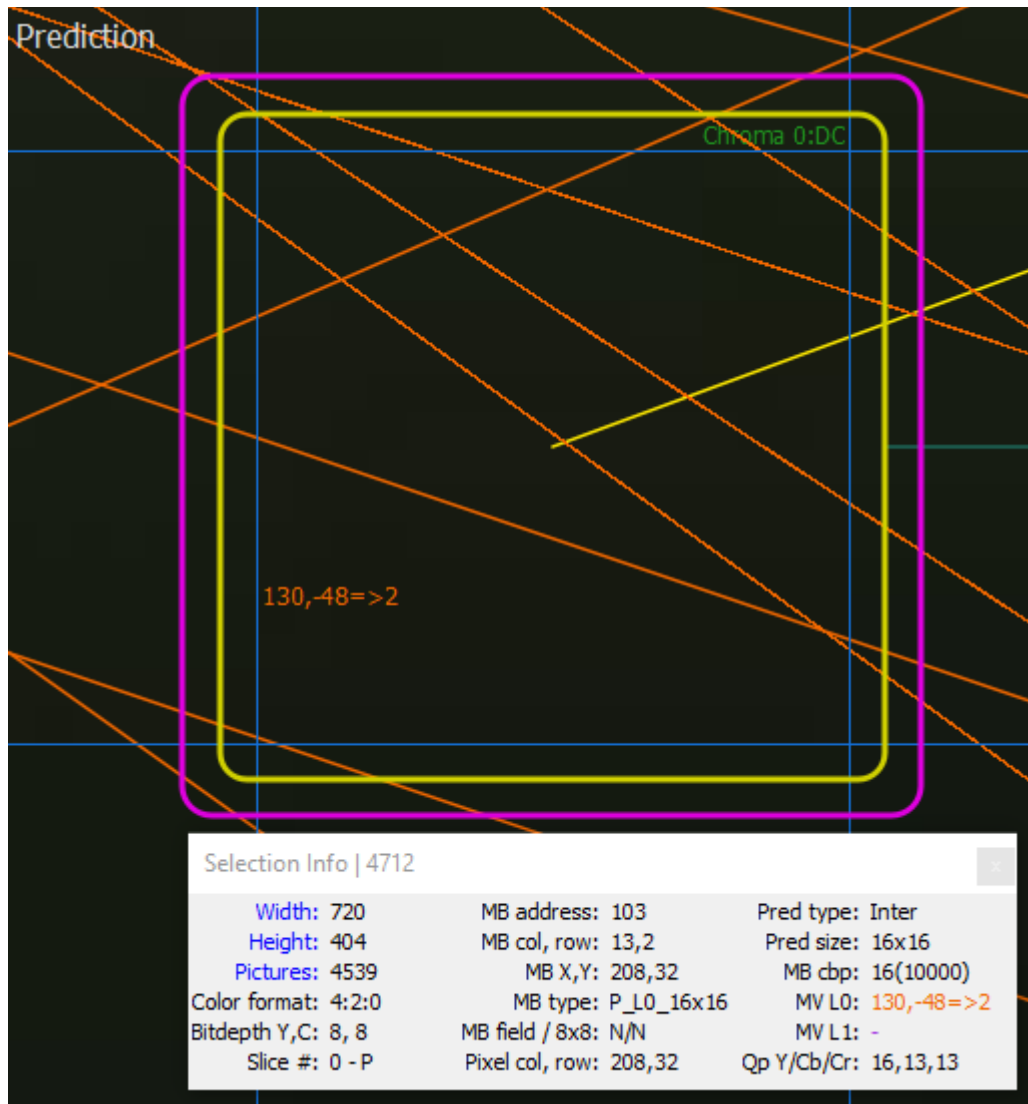 Prediction
Chroma 0:DC
130,-48=>2
Selection Info | 4712
x
Width: 720 MB address: 103 Pred type: Inter
Height: 404 MB col, row: 13,2 Pred size: 16x16
Pictures: 4539 MB X,Y: 208,32 MB cbp: 16(10000)
Color format: 4:2:0 MB type: P_L0_16x16 MV L0: 130,-48=>2
Bitdepth Y,C: 8, 8 MB field / 8x8: N/N MV L1: -
Slice #: 0 - P Pixel col, row: 208,32 Qp Y/Cb/Cr: 16,13,13